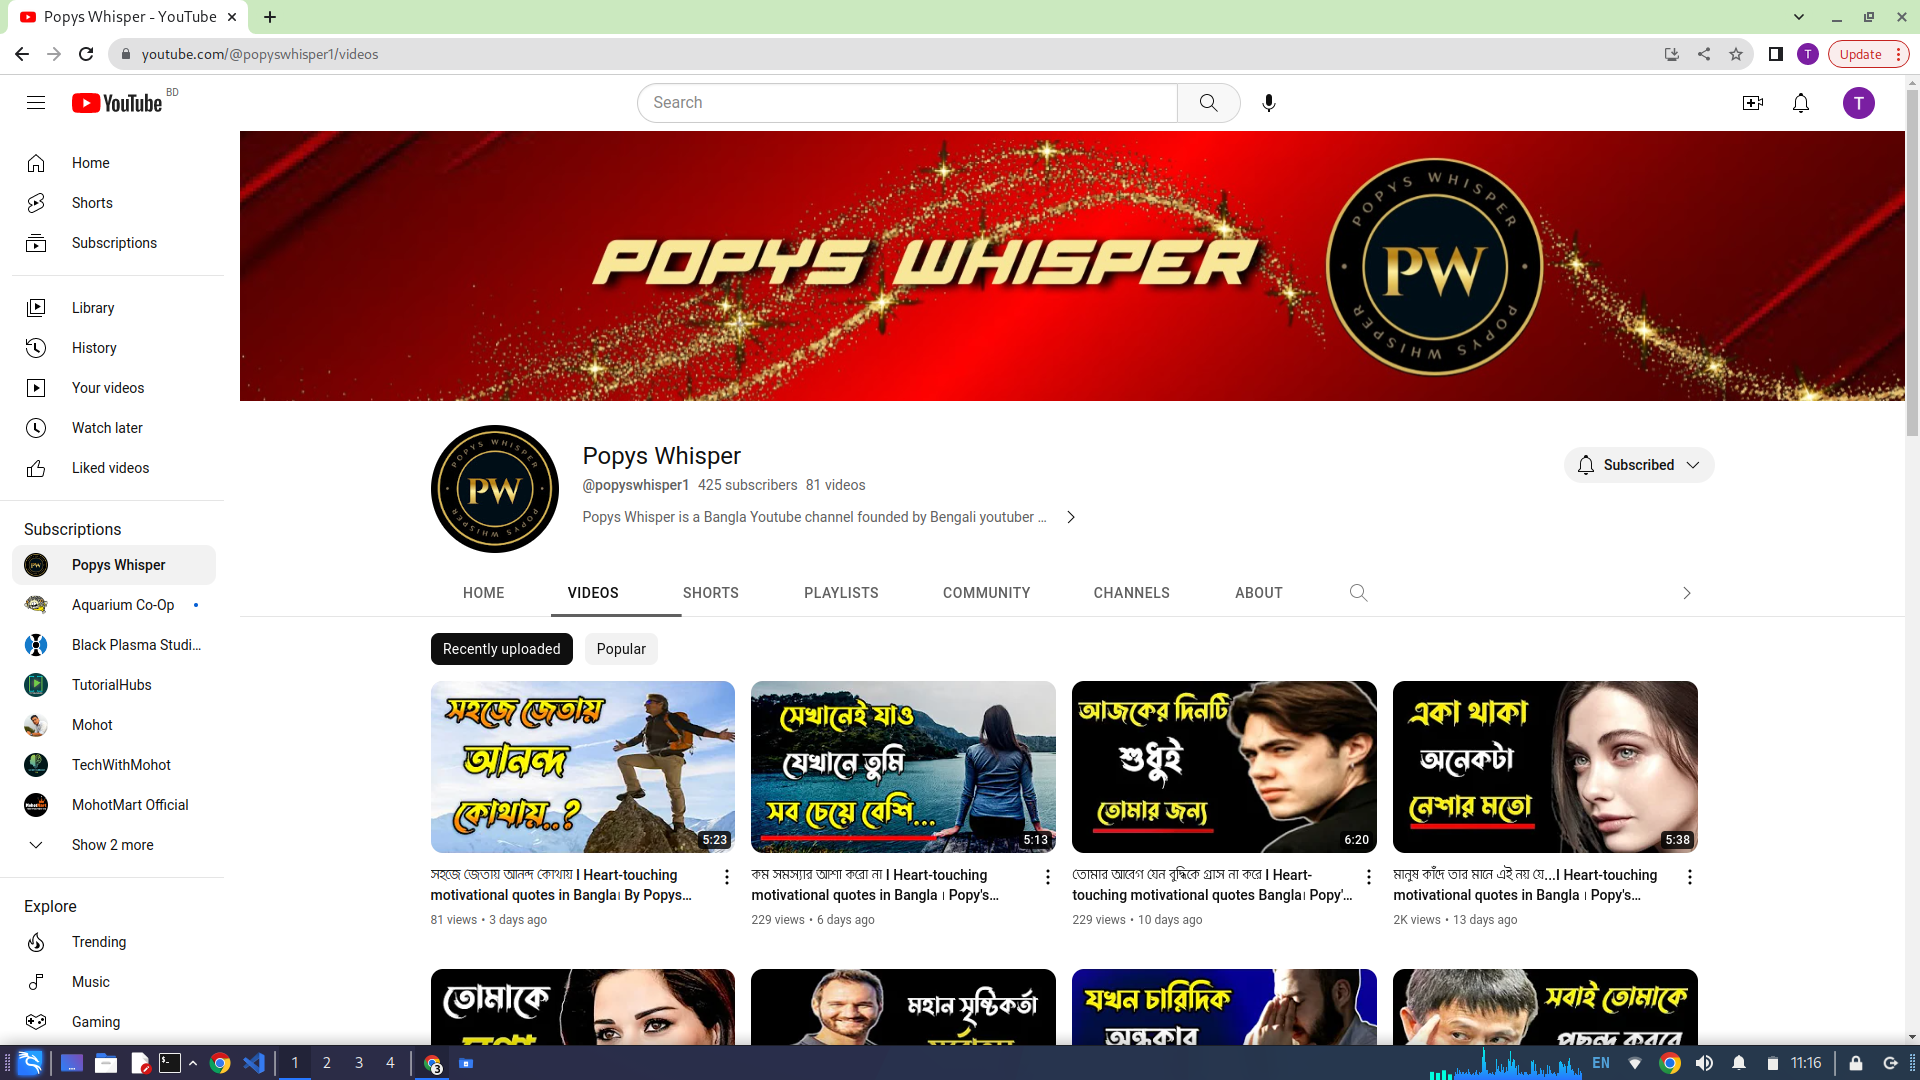 Popys Whisper - YouTube
youtube.com/@popyswhisper1/videos
T
Update
YouTube
BD
Search
T
Home
Shorts
Subscriptions
Library
History
Your videos
Watch later
Liked videos
Subscriptions
Popys Whisper
Aquarium Co-Op
Black Plasma Studi...
TutorialHubs
Mohot
TechWithMohot
MohotMart Official
Show 2 more
Explore
Trending
Music
Gaming
POPYS WHISPER
POPYS WHISPER
PW
POPYS WHISPER
POPYS WHISPER
PW
POPYS WHISPER
Popys Whisper
@popyswhisper1 425 subscribers 81 videos
Popys Whisper is a Bangla Youtube channel founded by Bengali youtuber ...
Subscribed
HOME
VIDEOS
SHORTS
PLAYLISTS
COMMUNITY
CHANNELS
ABOUT
Recently uploaded
Popular
সহজে জেতায়
আনন্দ
কোথায়..?
5:23
সহজে জেতায় আনন্দ কোথায় I Heart-touching
motivational quotes in Bangla। By Popys...
81 views • 3 days ago
সেখানেই যাও
যেখানে তুমি
সব চেয়ে বেশি...
5:13
কম সমস্যার আশা করো না I Heart-touching
motivational quotes in Bangla । Popy's...
229 views • 6 days ago
আজকের দিনটি
শুধুই
তোমার জন্য
6:20
তোমার আবেগ যেন বুদ্ধিকে গ্রাস না করে I Heart-
touching motivational quotes Bangla। Popy'...
229 views • 10 days ago
একা থাকা
অনেকটা
নেশার মতো
5:38
মানুষ কাঁদে তার মানে এই নয় যে...I Heart-touching
motivational quotes in Bangla । Popy's...
2K views • 13 days ago
তোমাকে
মহান সৃষ্টিকর্তা
যখন চারিদিক
অন্ধকার
সবাই তোমাকে
পছন্দ করবে
1
2
3
4
3
EN
11:16